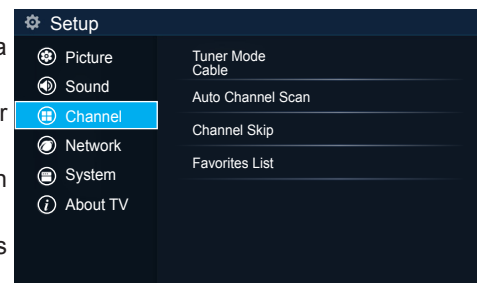 Setup
a
Picture
Sound
r
Channel
Network
n
System
About TV
s
Tuner Mode
Cable
Auto Channel Scan
Channel Skip
Favorites List